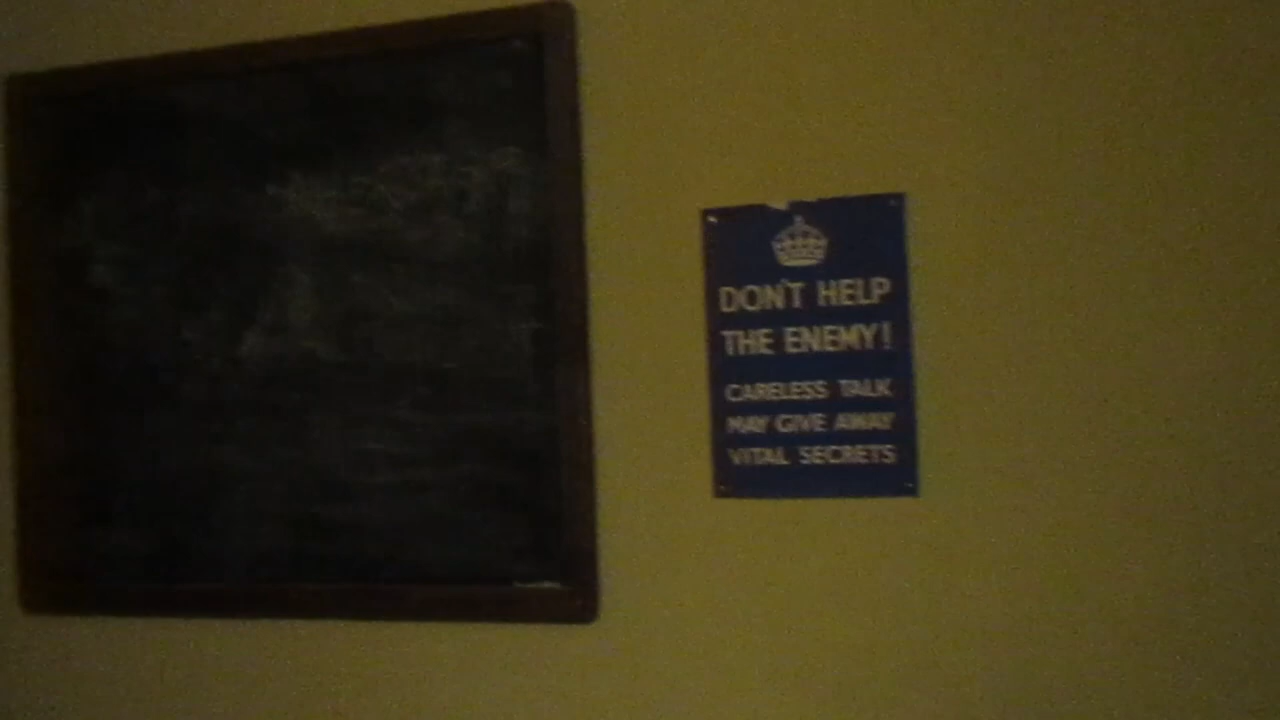 DON'T HELP
THE ENEMY!
CARELESS TALK
MAY GIVE AWAY
VITAL SECRETS